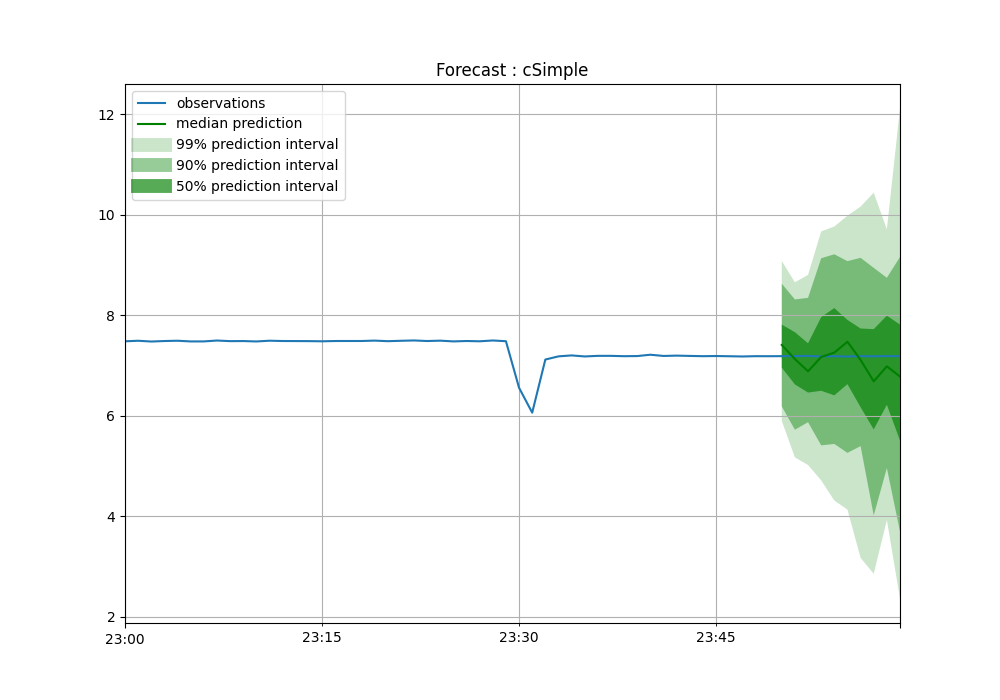 Forecast : cSimple
observations
median prediction
99% prediction interval
90% prediction interval
50% prediction interval
12
10
8
6
4
2
23:00
23:15
23:30
23:45